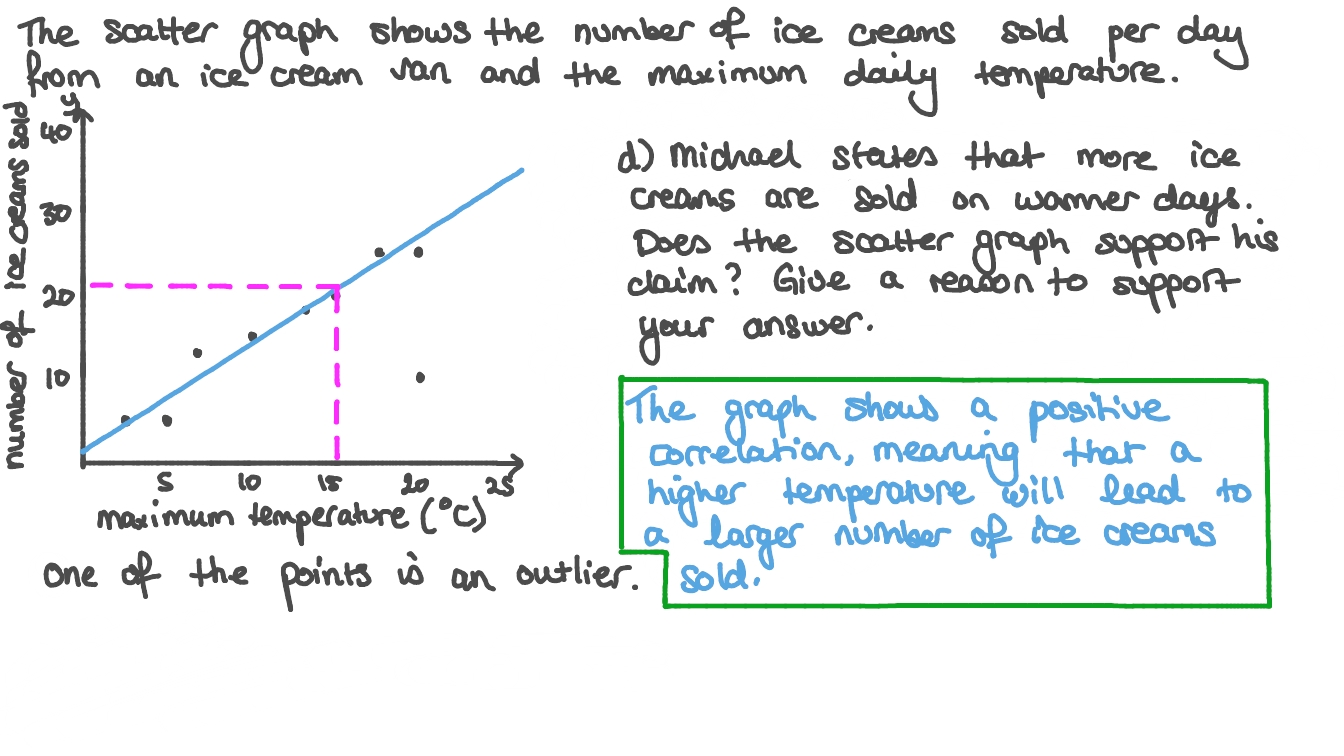 The scatter graph shows the number of ice creams sold per day
from an ice cream van and the maximum daily temperature.
y
number of ice creams sold
40
30
20
10
5 10 15 20 25
maximum temperature (°C)
One of the points is an outlier.
d) Michael states that more ice
creams are sold on warmer days.
Does the scatter graph support his
claim? Give a reason to support
your answer.
The graph shows a positive
correlation, meaning that a
higher temperature will lead to
a larger number of ice creams
sold.